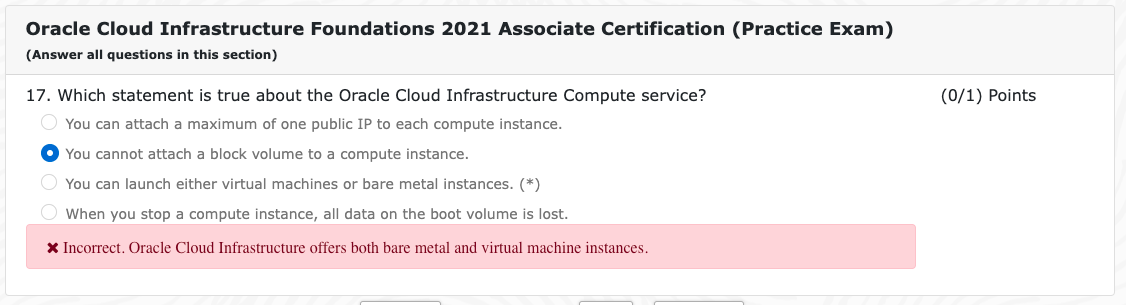 Oracle Cloud Infrastructure Foundations 2021 Associate Certification (Practice Exam)
(Answer all questions in this section)
17. Which statement is true about the Oracle Cloud Infrastructure Compute service? (0/1) Points
You can attach a maximum of one public IP to each compute instance.
You cannot attach a block volume to a compute instance.
You can launch either virtual machines or bare metal instances. (*)
When you stop a compute instance, all data on the boot volume is lost.
✖ Incorrect. Oracle Cloud Infrastructure offers both bare metal and virtual machine instances.